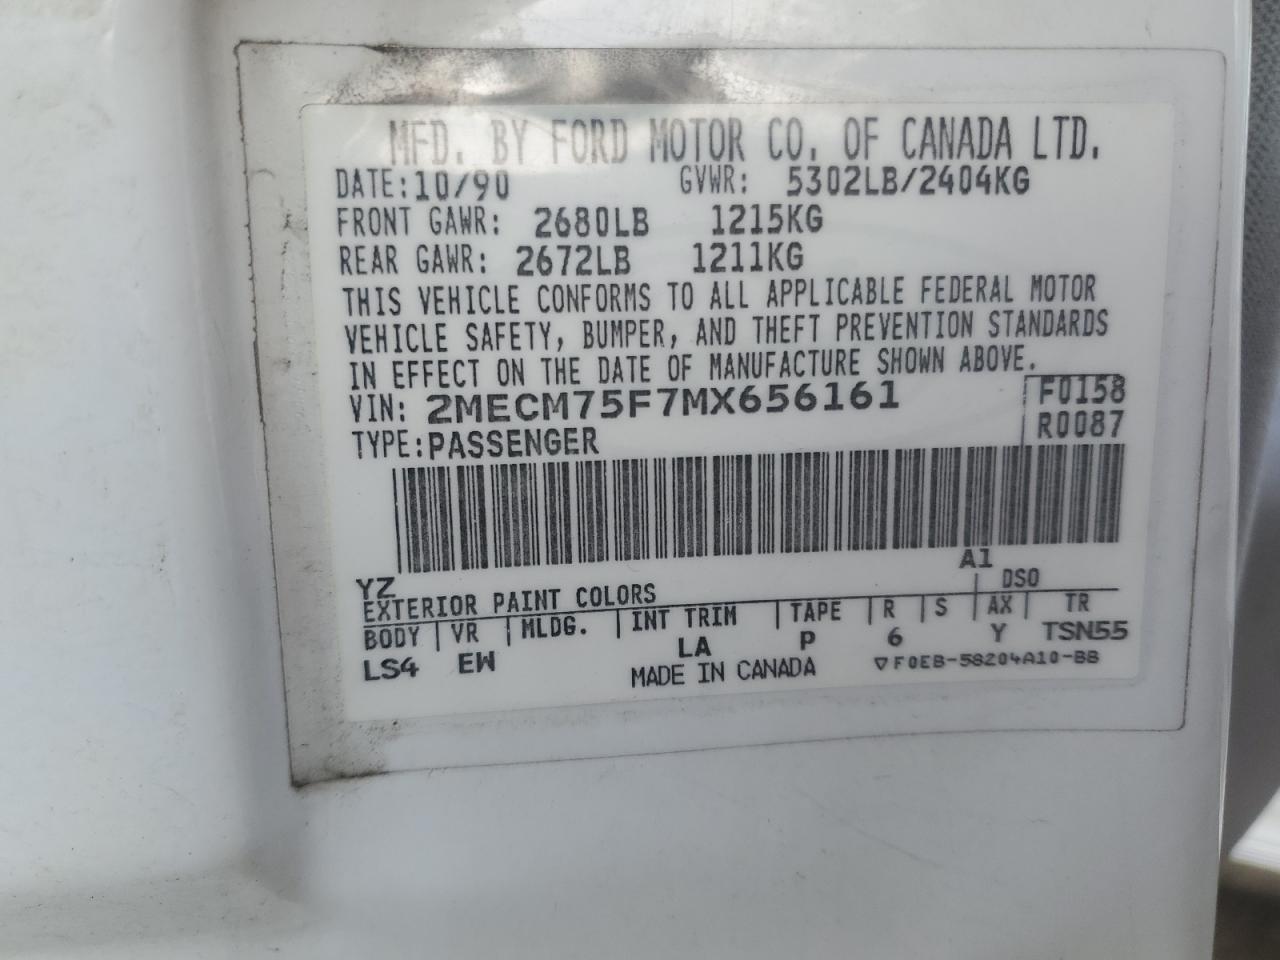 MFD. BY FORD MOTOR CO. OF CANADA LTD.
DATE: 10/90 GVWR: 5302LB/2404KG
FRONT GAWR: 2680LB 1215KG
REAR GAWR: 2672LB 1211KG
THIS VEHICLE CONFORMS TO ALL APPLICABLE FEDERAL MOTOR
VEHICLE SAFETY, BUMPER, AND THEFT PREVENTION STANDARDS
IN EFFECT ON THE DATE OF MANUFACTURE SHOWN ABOVE.
VIN: 2MECM75F7MX656161 F0158
TYPE: PASSENGER R0087
YZ A1
EXTERIOR PAINT COLORS DSO
BODY VR MLDG. INT TRIM TAPE R S AX TR
LS4 EW LA P 6 Y TSN55
MADE IN CANADA ▽F0EB-58204A10-BB